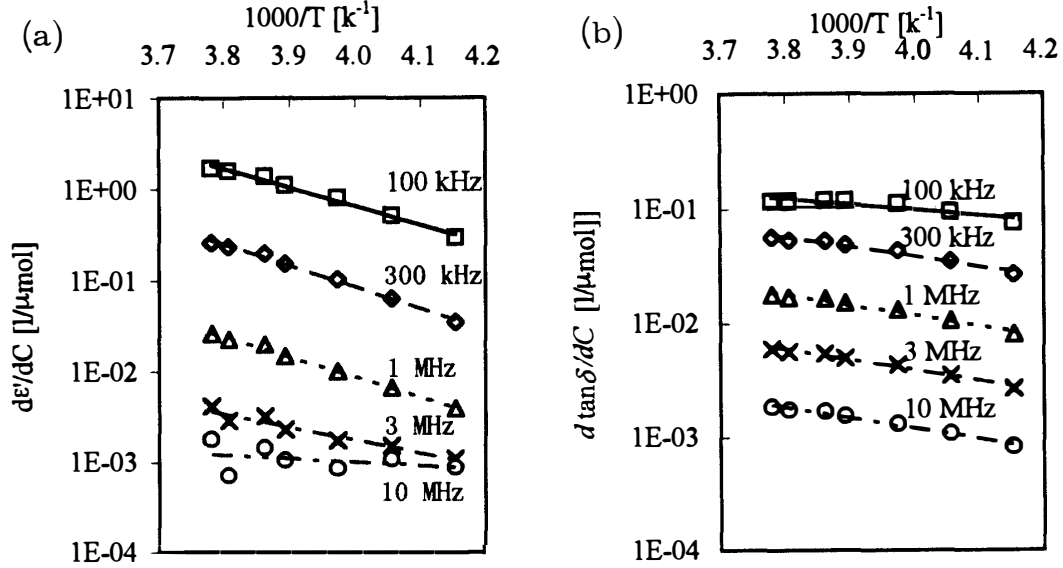 (a)
1000/T [k⁻¹]
3.7 3.8 3.9 4.0 4.1 4.2
1E+01
1E+00
1E-01
1E-02
1E-03
1E-04
dε'/dC [l/μmol]
100 kHz
300 kHz
1 MHz
3 MHz
10 MHz
(b)
1000/T [k⁻¹]
3.7 3.8 3.9 4.0 4.1 4.2
1E+00
1E-01
1E-02
1E-03
1E-04
d tanδ/dC [l/μmol]]
100 kHz
300 kHz
1 MHz
3 MHz
10 MHz